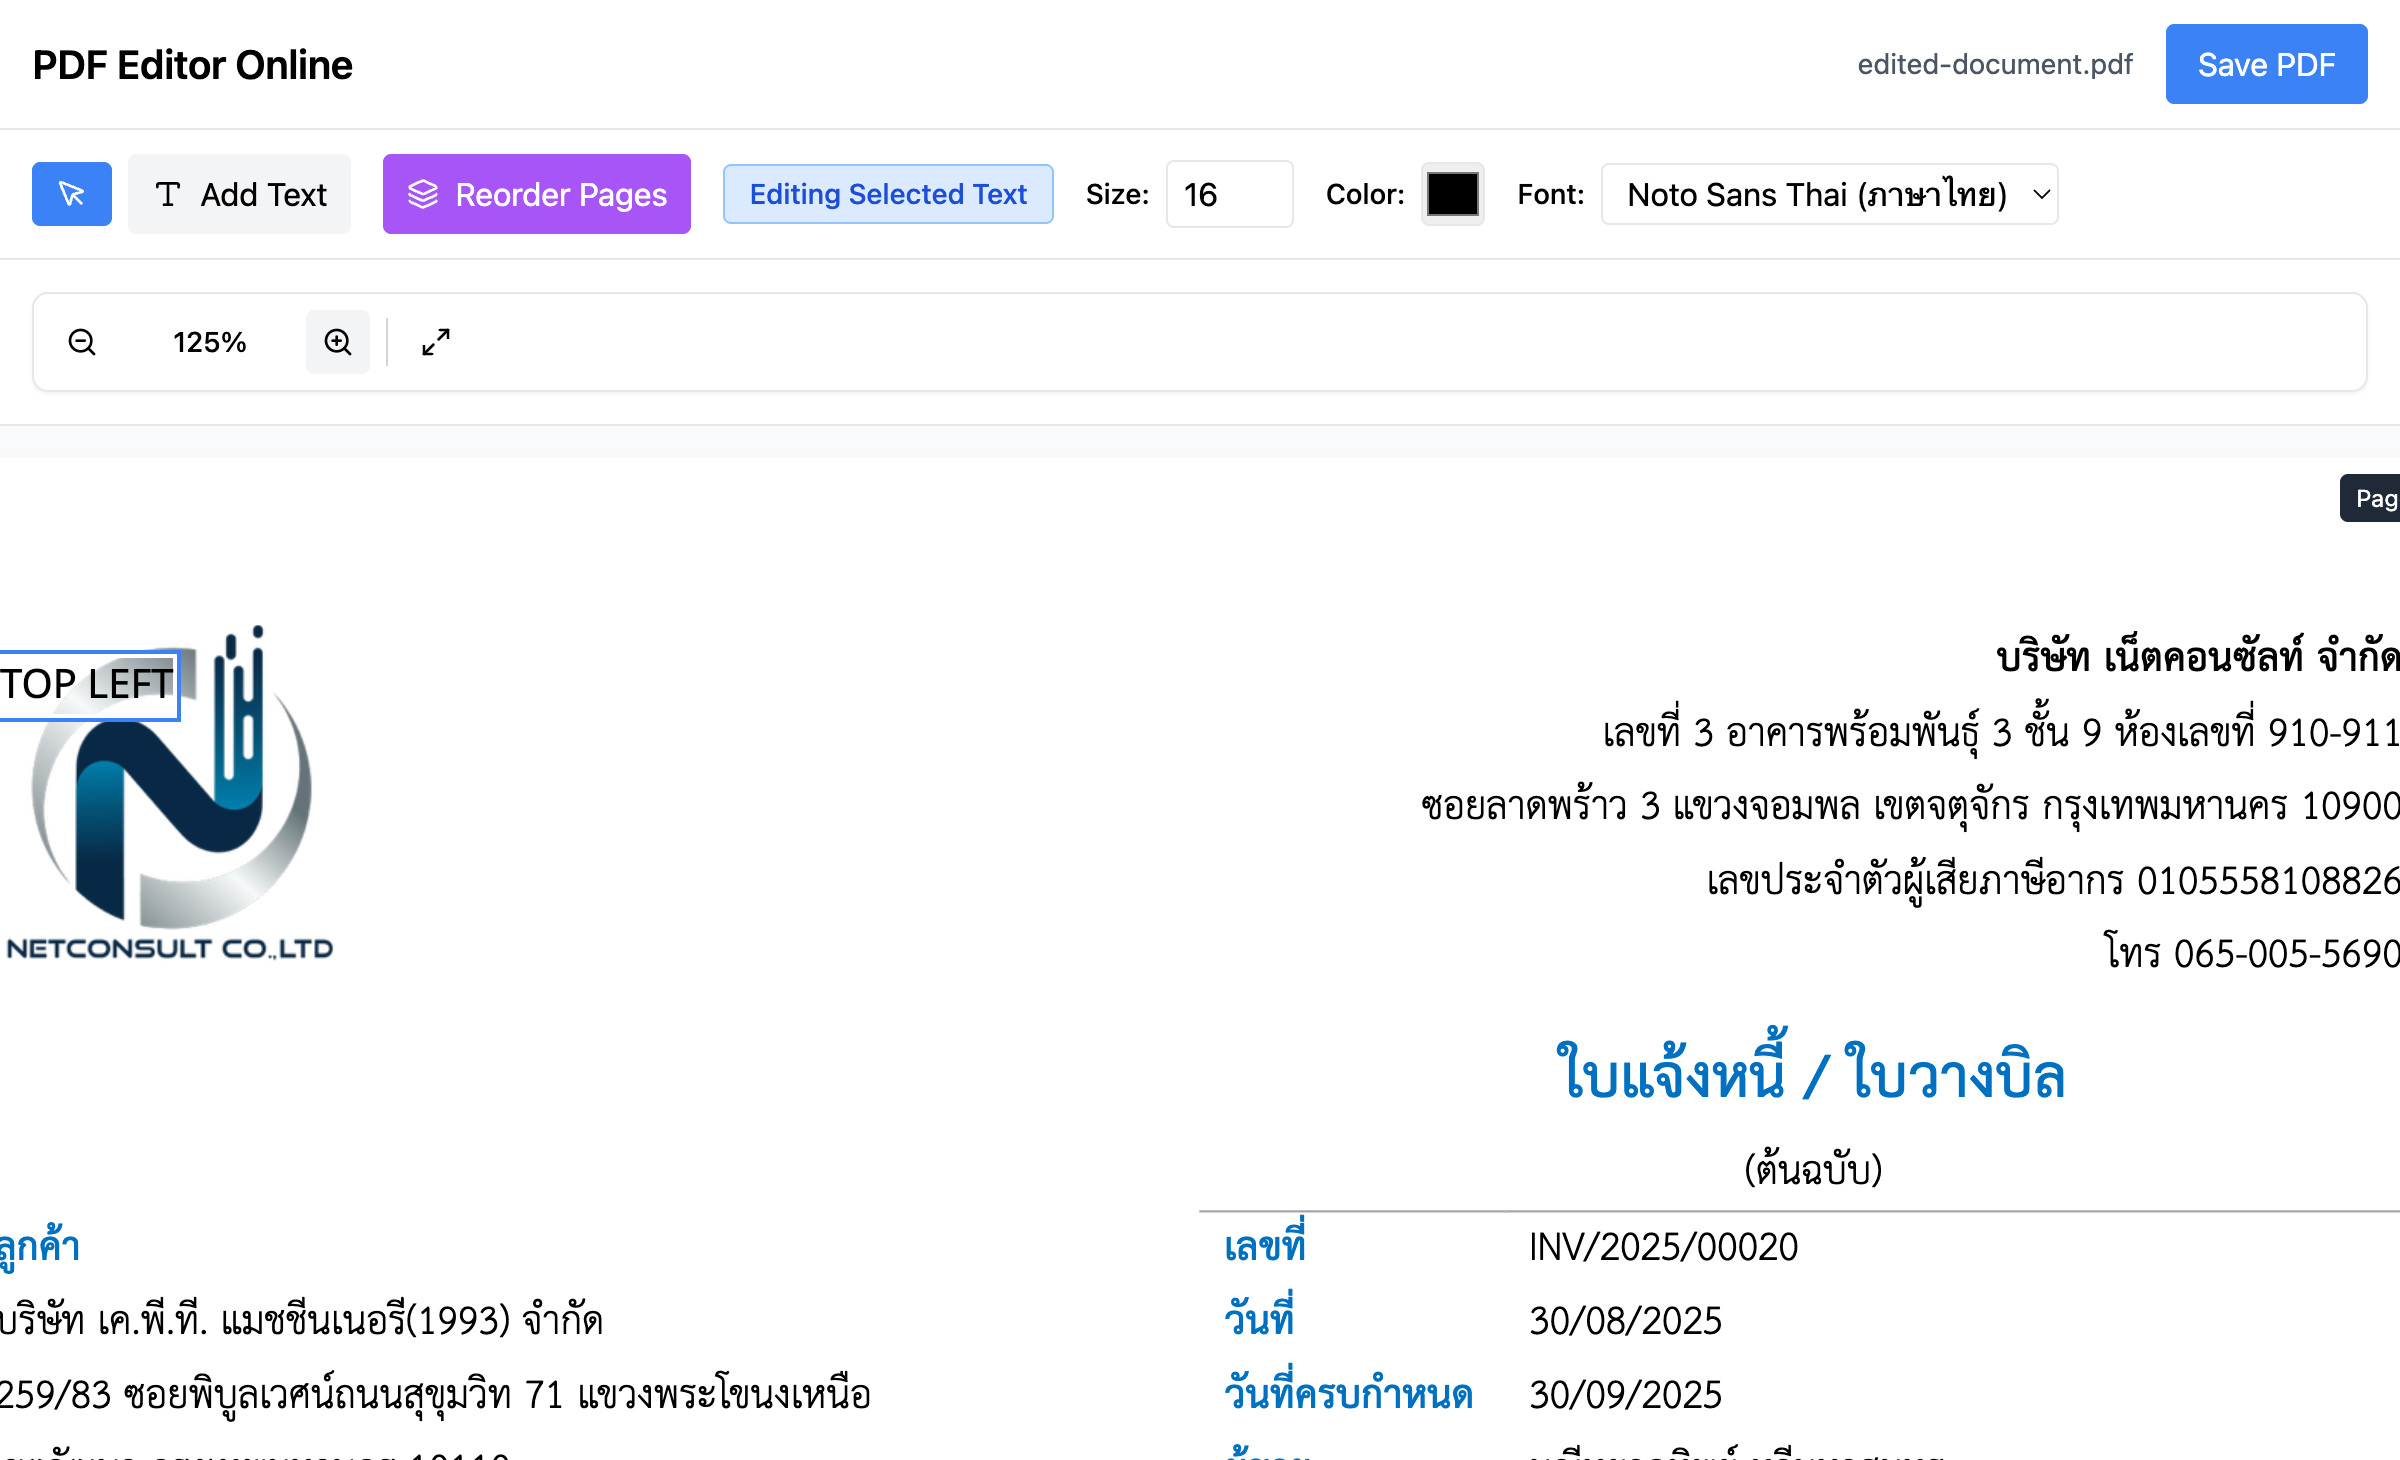 PDF Editor Online
edited-document.pdf
Save PDF
Add Text
Reorder Pages
Editing Selected Text
Size:
16
Color:
Font:
Noto Sans Thai (ภาษาไทย)
125%
Pag
TOP LEFT
NETCONSULT CO.,LTD
บริษัท เน็ตคอนซัลท์ จำกัด
เลขที่ 3 อาคารพร้อมพันธุ์ 3 ชั้น 9 ห้องเลขที่ 910-911
ซอยลาดพร้าว 3 แขวงจอมพล เขตจตุจักร กรุงเทพมหานคร 10900
เลขประจำตัวผู้เสียภาษีอากร 0105558108826
โทร 065-005-5690
ใบแจ้งหนี้ / ใบวางบิล
(ต้นฉบับ)
ลูกค้า
บริษัท เค.พี.ที. แมชชีนเนอรี(1993) จำกัด
259/83 ซอยพิบูลเวศน์ถนนสุขุมวิท 71 แขวงพระโขนงเหนือ
เลขที่ INV/2025/00020
วันที่ 30/08/2025
วันที่ครบกำหนด 30/09/2025